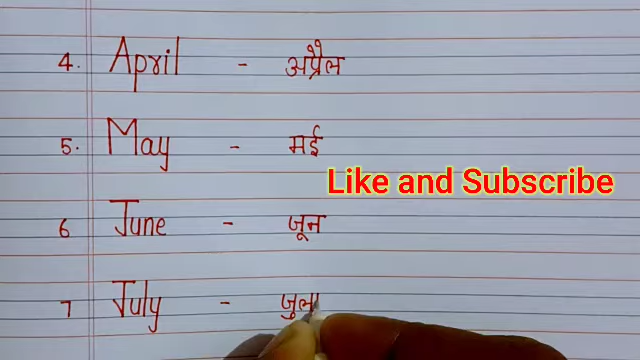 4. April - अप्रैल
5. May - मई
Like and Subscribe
6 June - जून
7 July - जुला